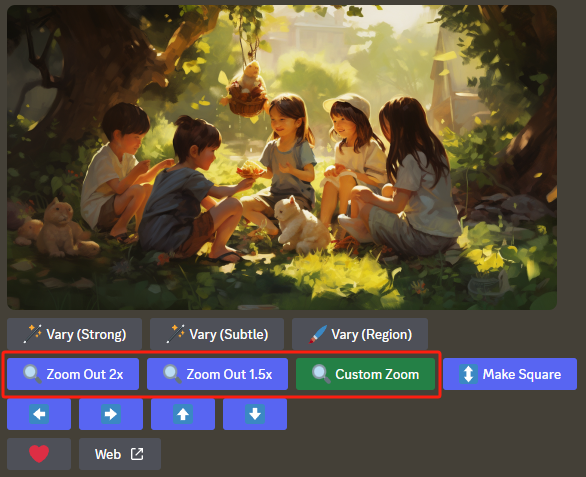 Vary (Strong) Vary (Subtle) Vary (Region)
Zoom Out 2x Zoom Out 1.5x Custom Zoom Make Square
Web